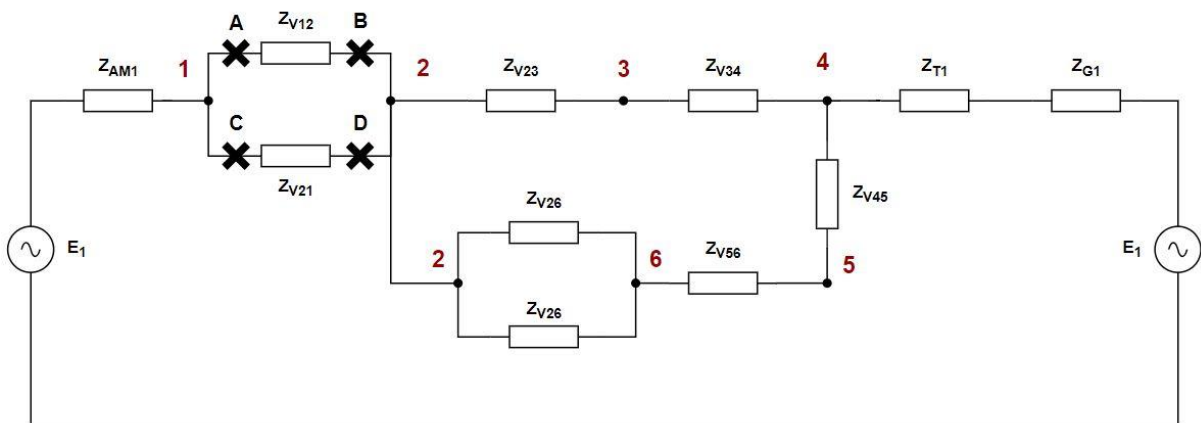 A
Z_V12
B
Z_AM1
1
2
Z_V23
3
Z_V34
4
Z_T1
Z_G1
C
D
Z_V21
Z_V45
E_1
Z_V26
E_1
2
6
Z_V56
5
Z_V26